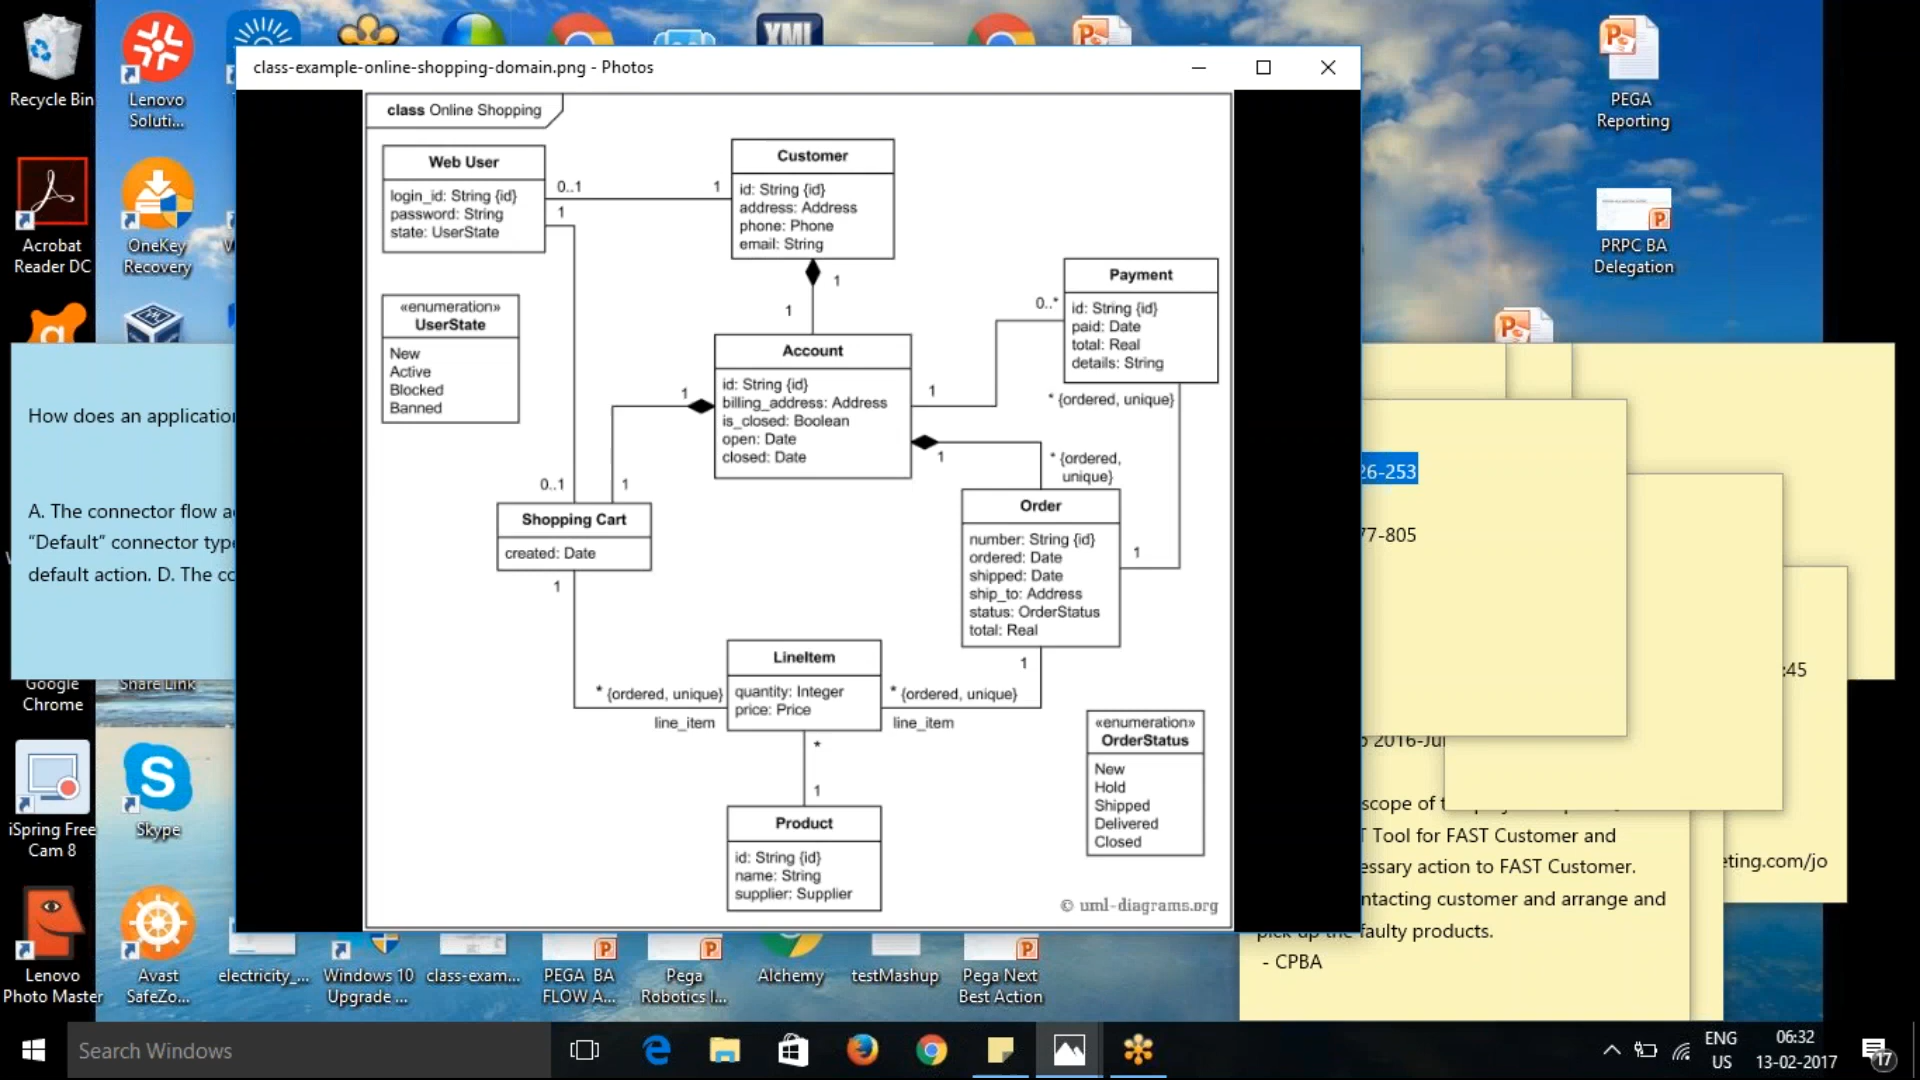 Recycle Bin
Lenovo
Soluti...
XML
PEGA
Reporting
class-example-online-shopping-domain.png - Photos
class Online Shopping
Web User
login_id: String {id}
password: String
state: UserState
0..1
1
1
Customer
id: String {id}
address: Address
phone: Phone
email: String
1
1
«enumeration»
UserState
New
Active
Blocked
Banned
Account
id: String {id}
billing_address: Address
is_closed: Boolean
open: Date
closed: Date
1
1
1
Payment
id: String {id}
paid: Date
total: Real
details: String
0..*
* {ordered, unique}
* {ordered,
unique}
Order
number: String {id}
ordered: Date
shipped: Date
ship_to: Address
status: OrderStatus
total: Real
1
1
0..1
1
Shopping Cart
created: Date
1
LineItem
quantity: Integer
price: Price
* {ordered, unique}
line_item
* {ordered, unique}
line_item
*
1
Product
id: String {id}
name: String
supplier: Supplier
«enumeration»
OrderStatus
New
Hold
Shipped
Delivered
Closed
© uml-diagrams.org
Acrobat
Reader DC
OneKey
Recovery
PRPC BA
Delegation
How does an application
A. The connector flow a
“Default” connector type
default action. D. The co
26-253
77-805
:45
2016-Jul
scope of t
T Tool for FAST Customer and
essary action to FAST Customer.
ntacting customer and arrange and
pick up the faulty products.
- CPBA
eting.com/jo
Google
Chrome
Share Link
iSpring Free
Cam 8
Skype
Lenovo
Photo Master
Avast
SafeZo...
electricity_...
Windows 10
Upgrade ...
class-exam...
PEGA BA
FLOW A...
Pega
Robotics I...
Alchemy
testMashup
Pega Next
Best Action
Search Windows
ENG
US
06:32
13-02-2017
17